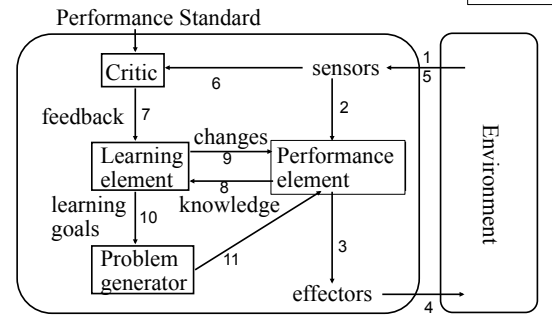 Performance Standard
1
Critic
sensors
6
5
7
2
feedback
changes
9
Learning
element
Performance
element
8
knowledge
learning
goals
10
11
3
Problem
generator
effectors
4
Environment